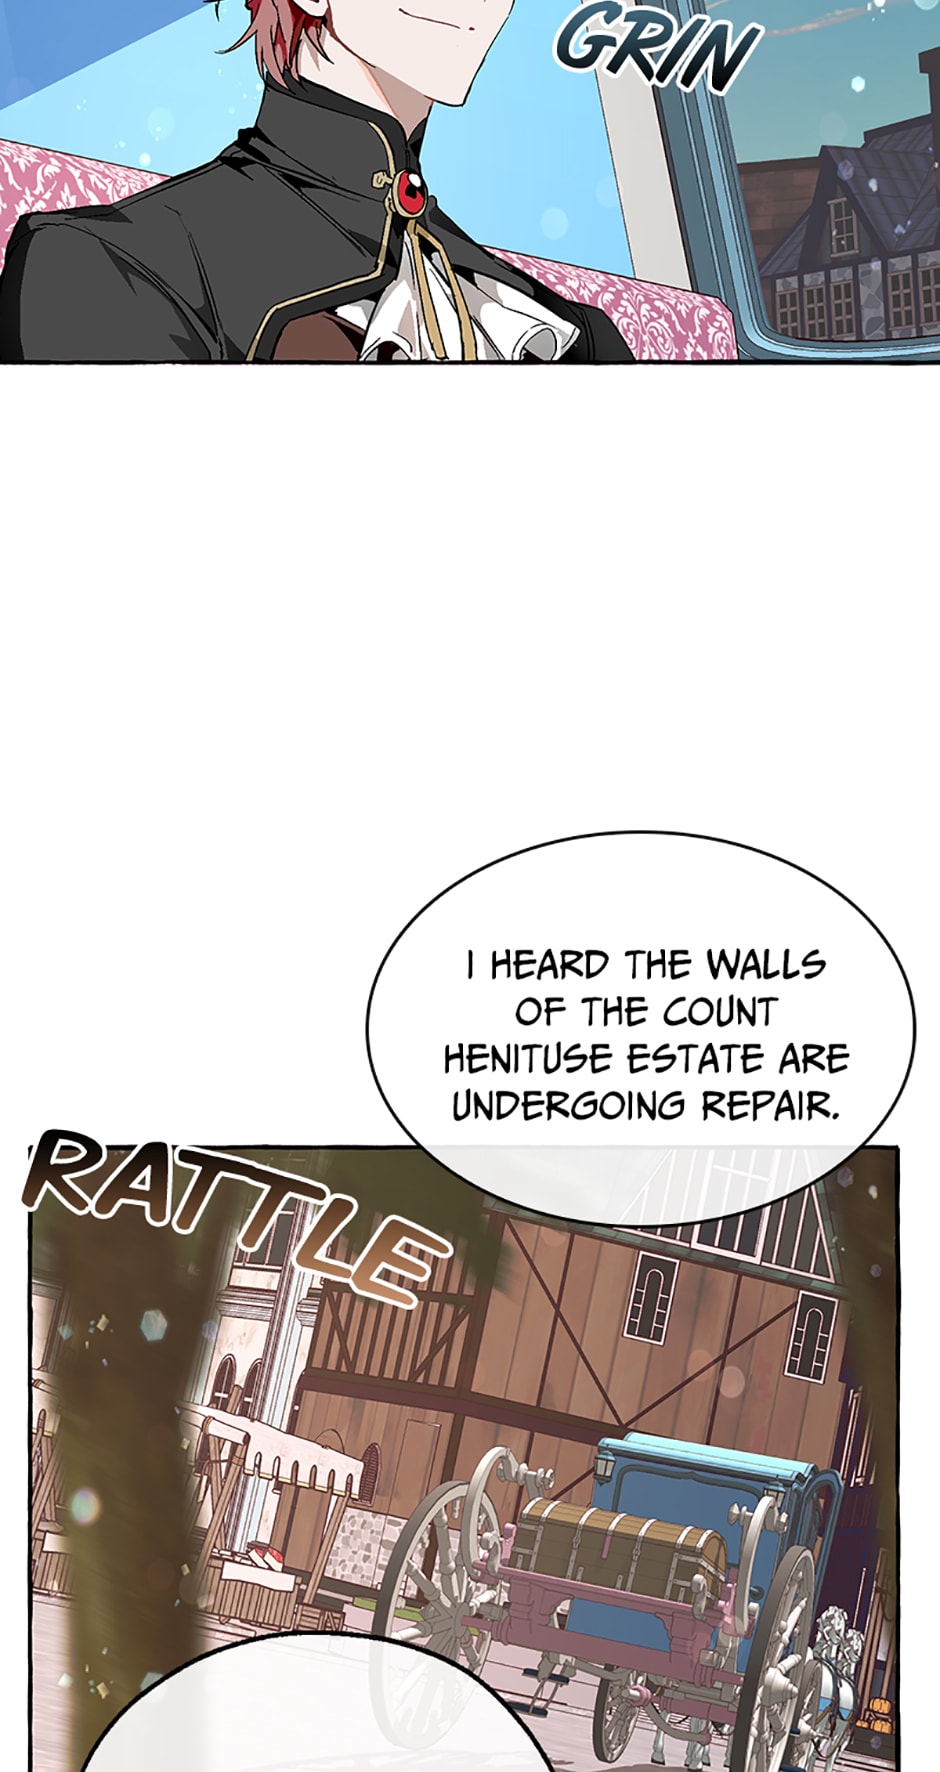 GRIN
I HEARD THE WALLS
OF THE COUNT
HENITUSE ESTATE ARE
UNDERGOING REPAIR.
RATTLE